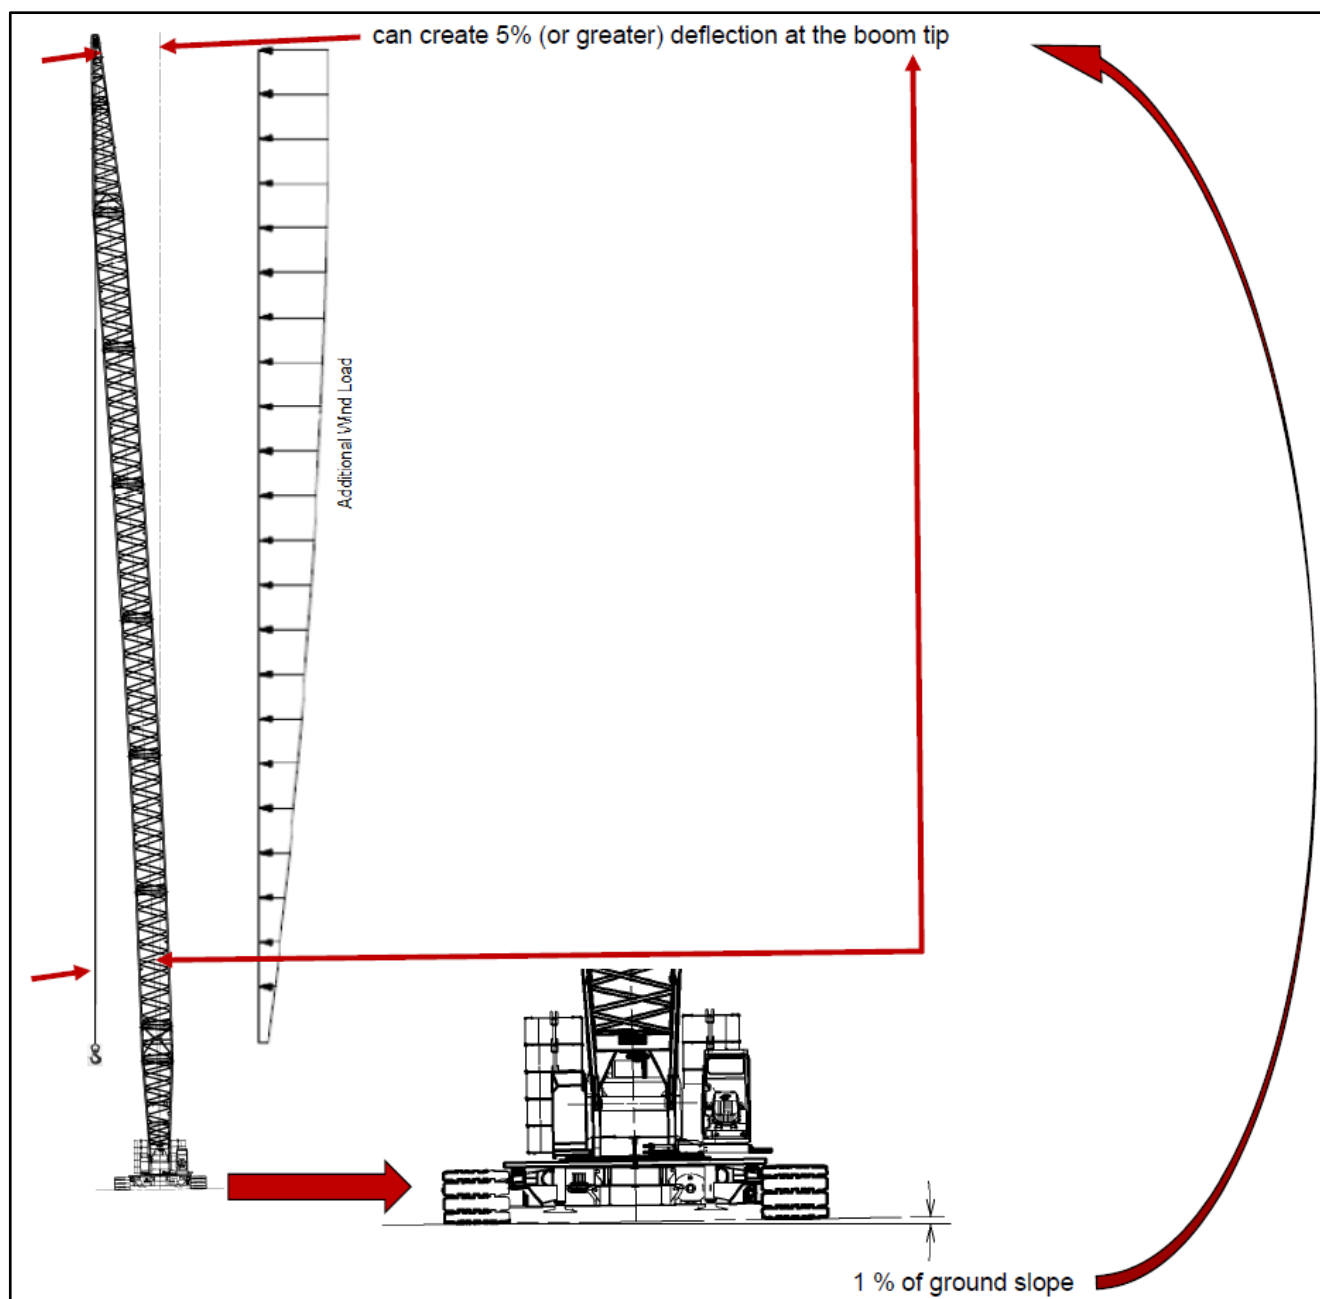 can create 5% (or greater) deflection at the boom tip
Additional Wind Load
1 % of ground slope